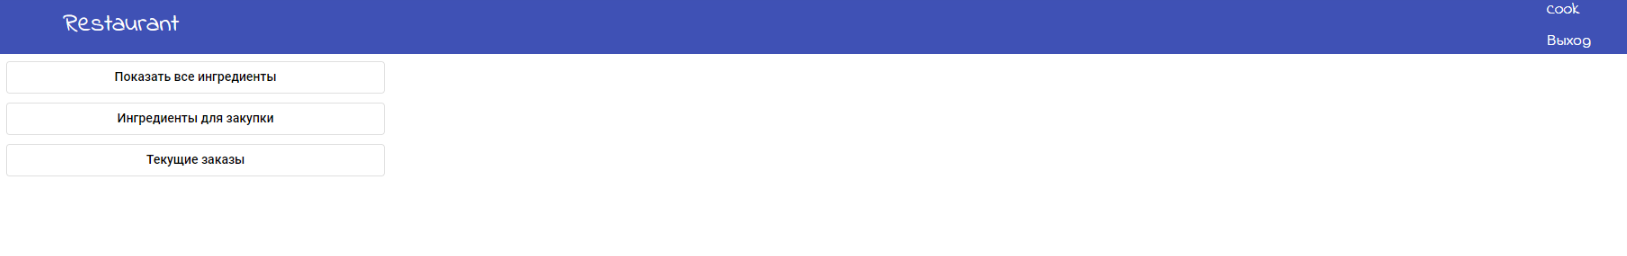 Restaurant
cook
Выход
Показать все ингредиенты
Ингредиенты для закупки
Текущие заказы